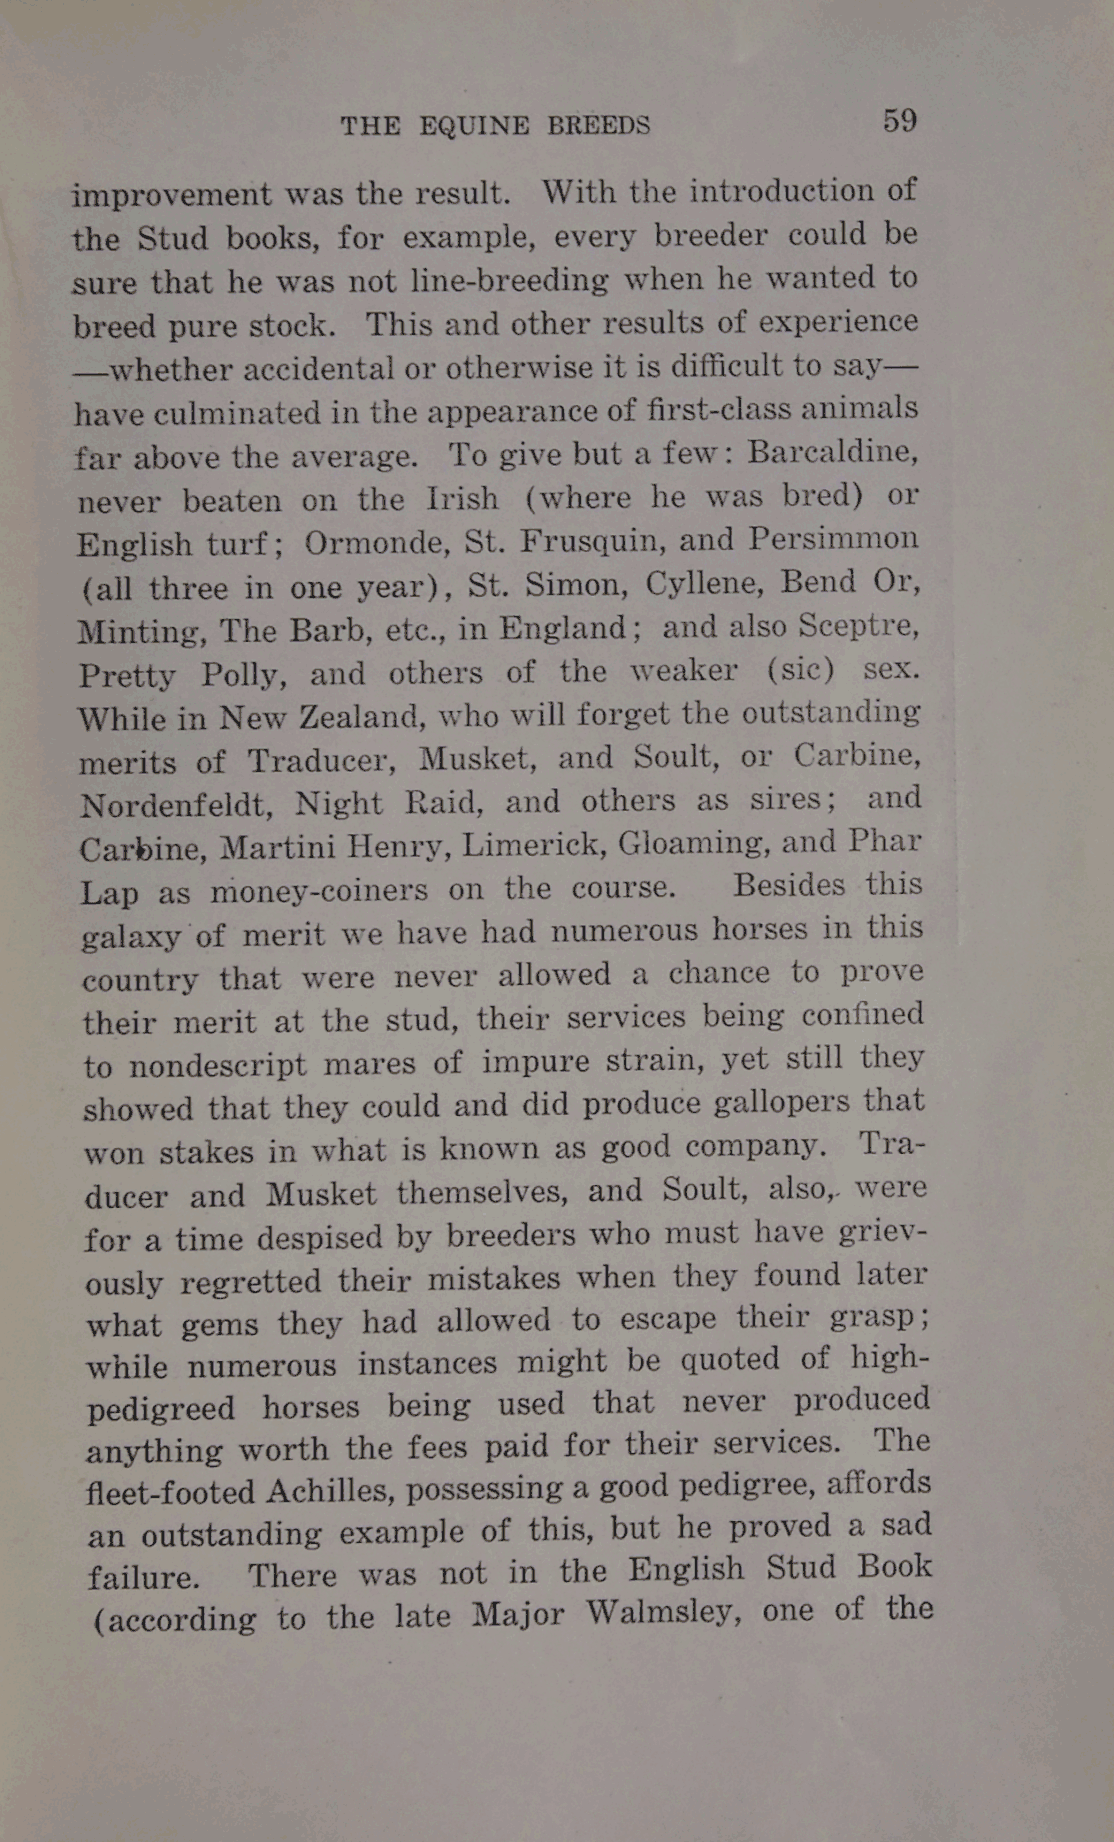 THE EQUINE BREEDS 59
improvement was the result. With the introduction of
the Stud books, for example, every breeder could be
sure that he was not line-breeding when he wanted to
breed pure stock. This and other results of experience
—whether accidental or otherwise it is difficult to say—
have culminated in the appearance of first-class animals
far above the average. To give but a few: Barcaldine,
never beaten on the Irish (where he was bred) or
English turf; Ormonde, St. Frusquin, and Persimmon
(all three in one year), St. Simon, Cyllene, Bend Or,
Minting, The Barb, etc., in England; and also Sceptre,
Pretty Polly, and others of the weaker (sic) sex.
While in New Zealand, who will forget the outstanding
merits of Traducer, Musket, and Soult, or Carbine,
Nordenfeldt, Night Raid, and others as sires; and
Carbine, Martini Henry, Limerick, Gloaming, and Phar
Lap as money-coiners on the course. Besides this
galaxy of merit we have had numerous horses in this
country that were never allowed a chance to prove
their merit at the stud, their services being confined
to nondescript mares of impure strain, yet still they
showed that they could and did produce gallopers that
won stakes in what is known as good company. Tra-
ducer and Musket themselves, and Soult, also, were
for a time despised by breeders who must have griev-
ously regretted their mistakes when they found later
what gems they had allowed to escape their grasp;
while numerous instances might be quoted of high-
pedigreed horses being used that never produced
anything worth the fees paid for their services. The
fleet-footed Achilles, possessing a good pedigree, affords
an outstanding example of this, but he proved a sad
failure. There was not in the English Stud Book
(according to the late Major Walmsley, one of the